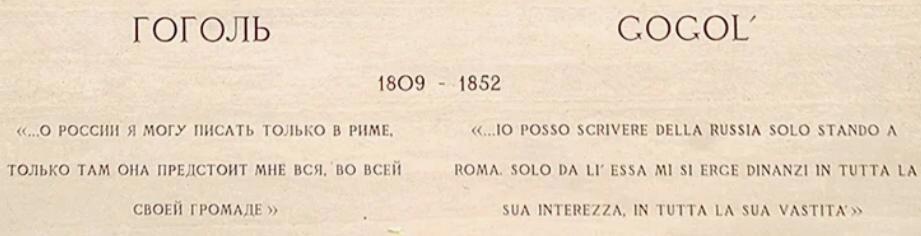 ГОГОЛЬ
GOGOL'
1809 - 1852
«...О РОССИИ Я МОГУ ПИСАТЬ ТОЛЬКО В РИМЕ,
ТОЛЬКО ТАМ ОНА ПРЕДСТОИТ МНЕ ВСЯ, ВО ВСЕЙ
СВОЕЙ ГРОМАДЕ»
«...IO POSSO SCRIVERE DELLA RUSSIA SOLO STANDO A
ROMA. SOLO DA LI' ESSA MI SI ERGE DINANZI IN TUTTA LA
SUA INTEREZZA, IN TUTTA LA SUA VASTITA'»